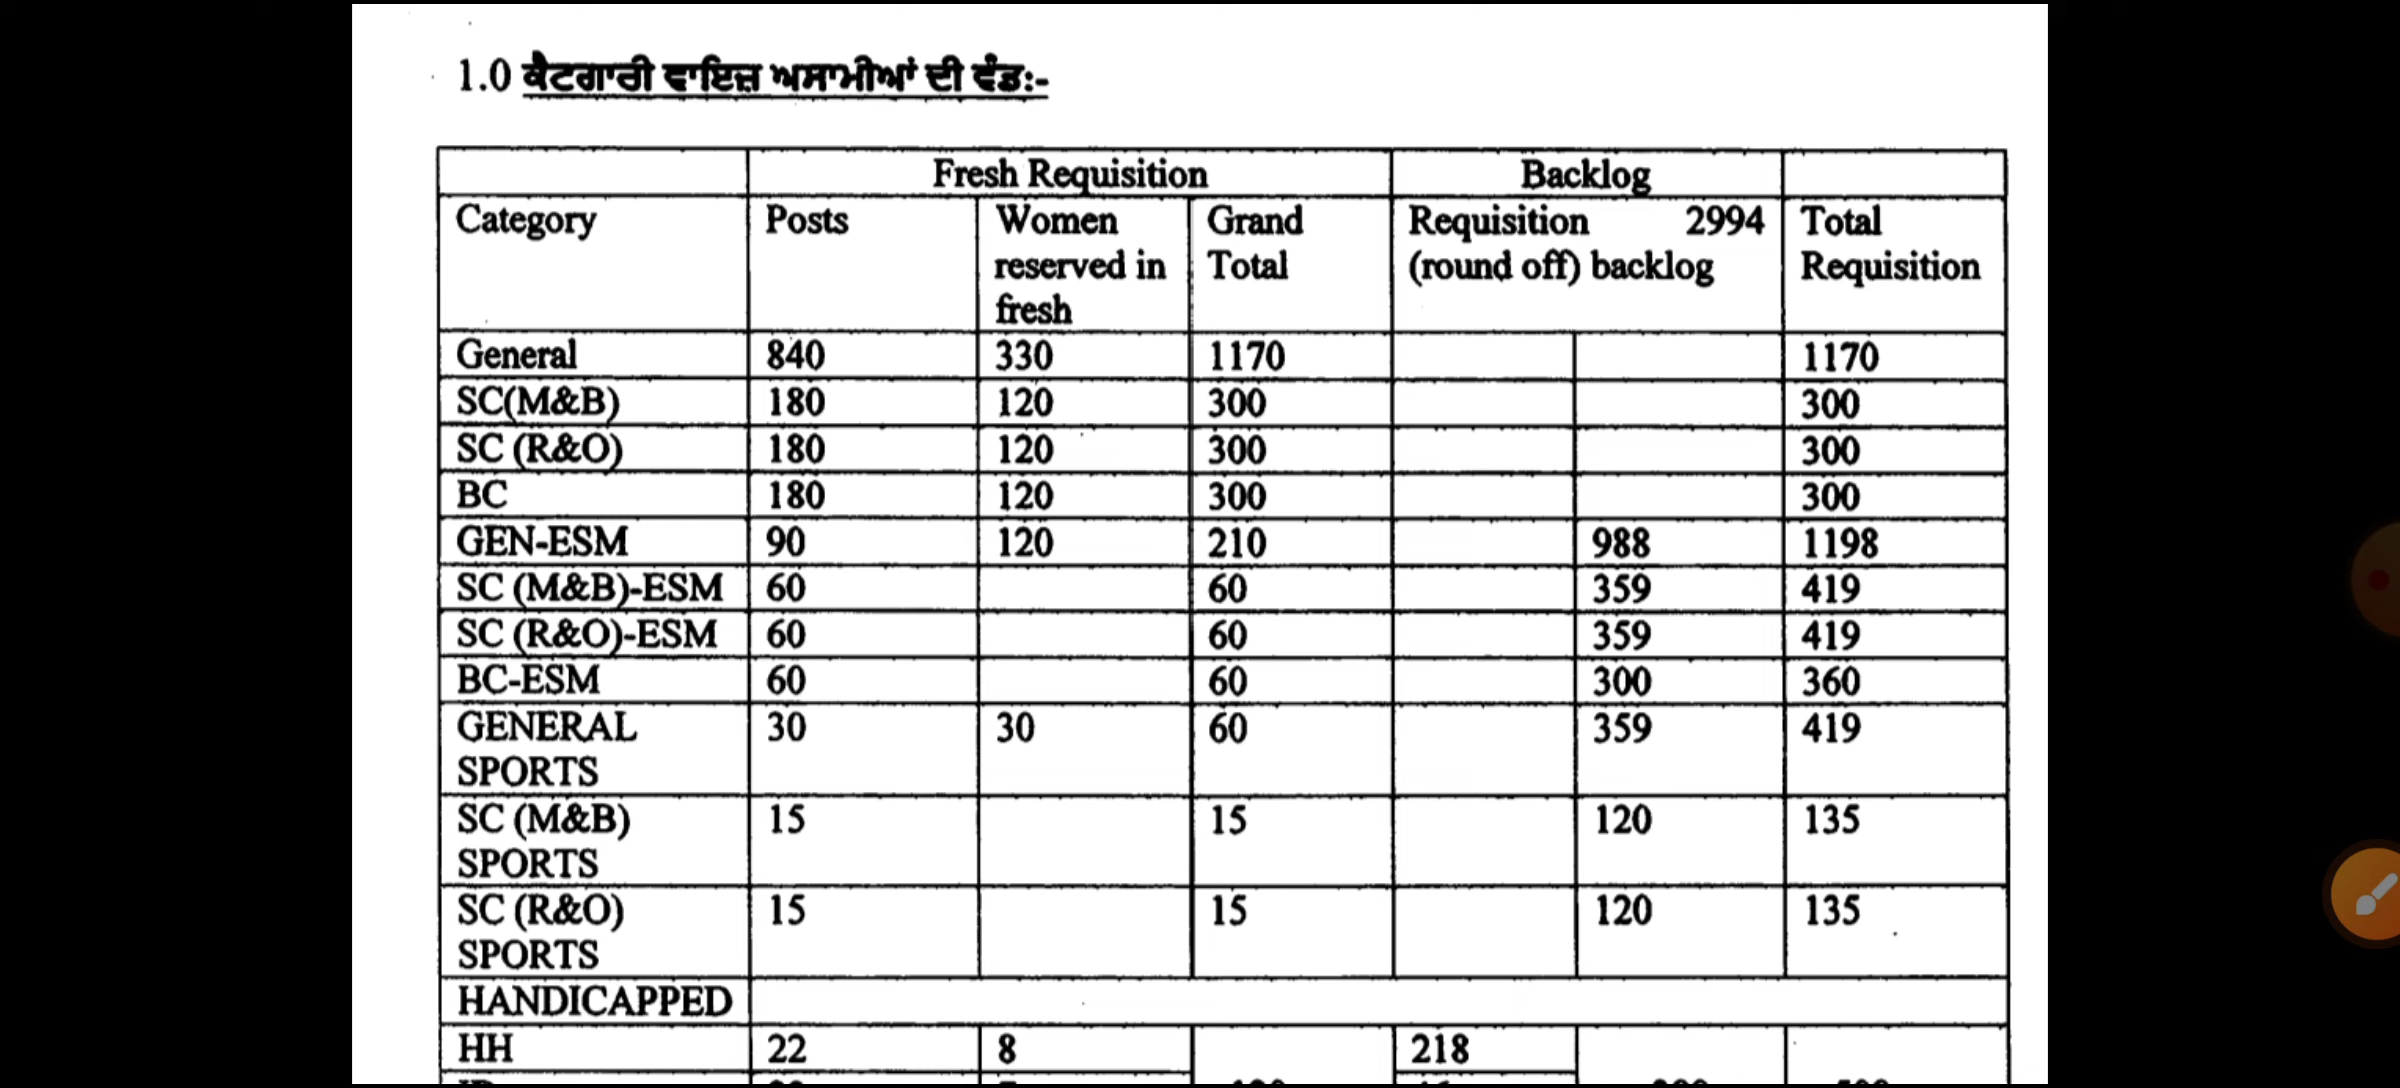 1.0 ਕੈਟਗਾਰੀ ਵਾਇਜ਼ ਅਸਾਮੀਆਂ ਦੀ ਵੰਡ:-
Fresh Requisition Backlog
Category Posts Women reserved in fresh Grand Total Requisition 2994 (round off) backlog Total Requisition
General 840 330 1170 1170
SC(M&B) 180 120 300 300
SC (R&O) 180 120 300 300
BC 180 120 300 300
GEN-ESM 90 120 210 988 1198
SC (M&B)-ESM 60 60 359 419
SC (R&O)-ESM 60 60 359 419
BC-ESM 60 60 300 360
GENERAL SPORTS 30 30 60 359 419
SC (M&B) SPORTS 15 15 120 135
SC (R&O) SPORTS 15 15 120 135
HANDICAPPED
HH 22 8 218